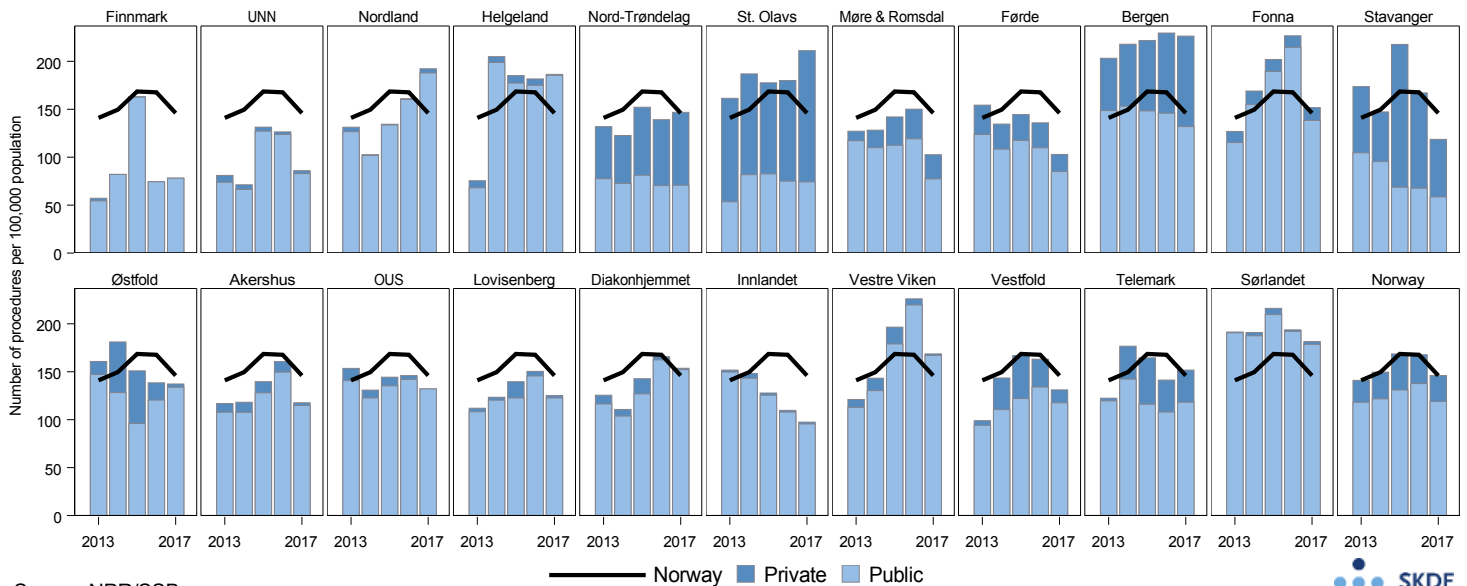 Finnmark UNN Nordland Helgeland Nord-Trøndelag St. Olavs Møre & Romsdal Førde Bergen Fonna Stavanger
200
150
100
50
0
Number of procedures per 100,000 population
Østfold Akershus OUS Lovisenberg Diakonhjemmet Innlandet Vestre Viken Vestfold Telemark Sørlandet Norway
200
150
100
50
0
2013 2017 2013 2017 2013 2017 2013 2017 2013 2017 2013 2017 2013 2017 2013 2017 2013 2017 2013 2017 2013 2017
Norway Private Public
SKDE